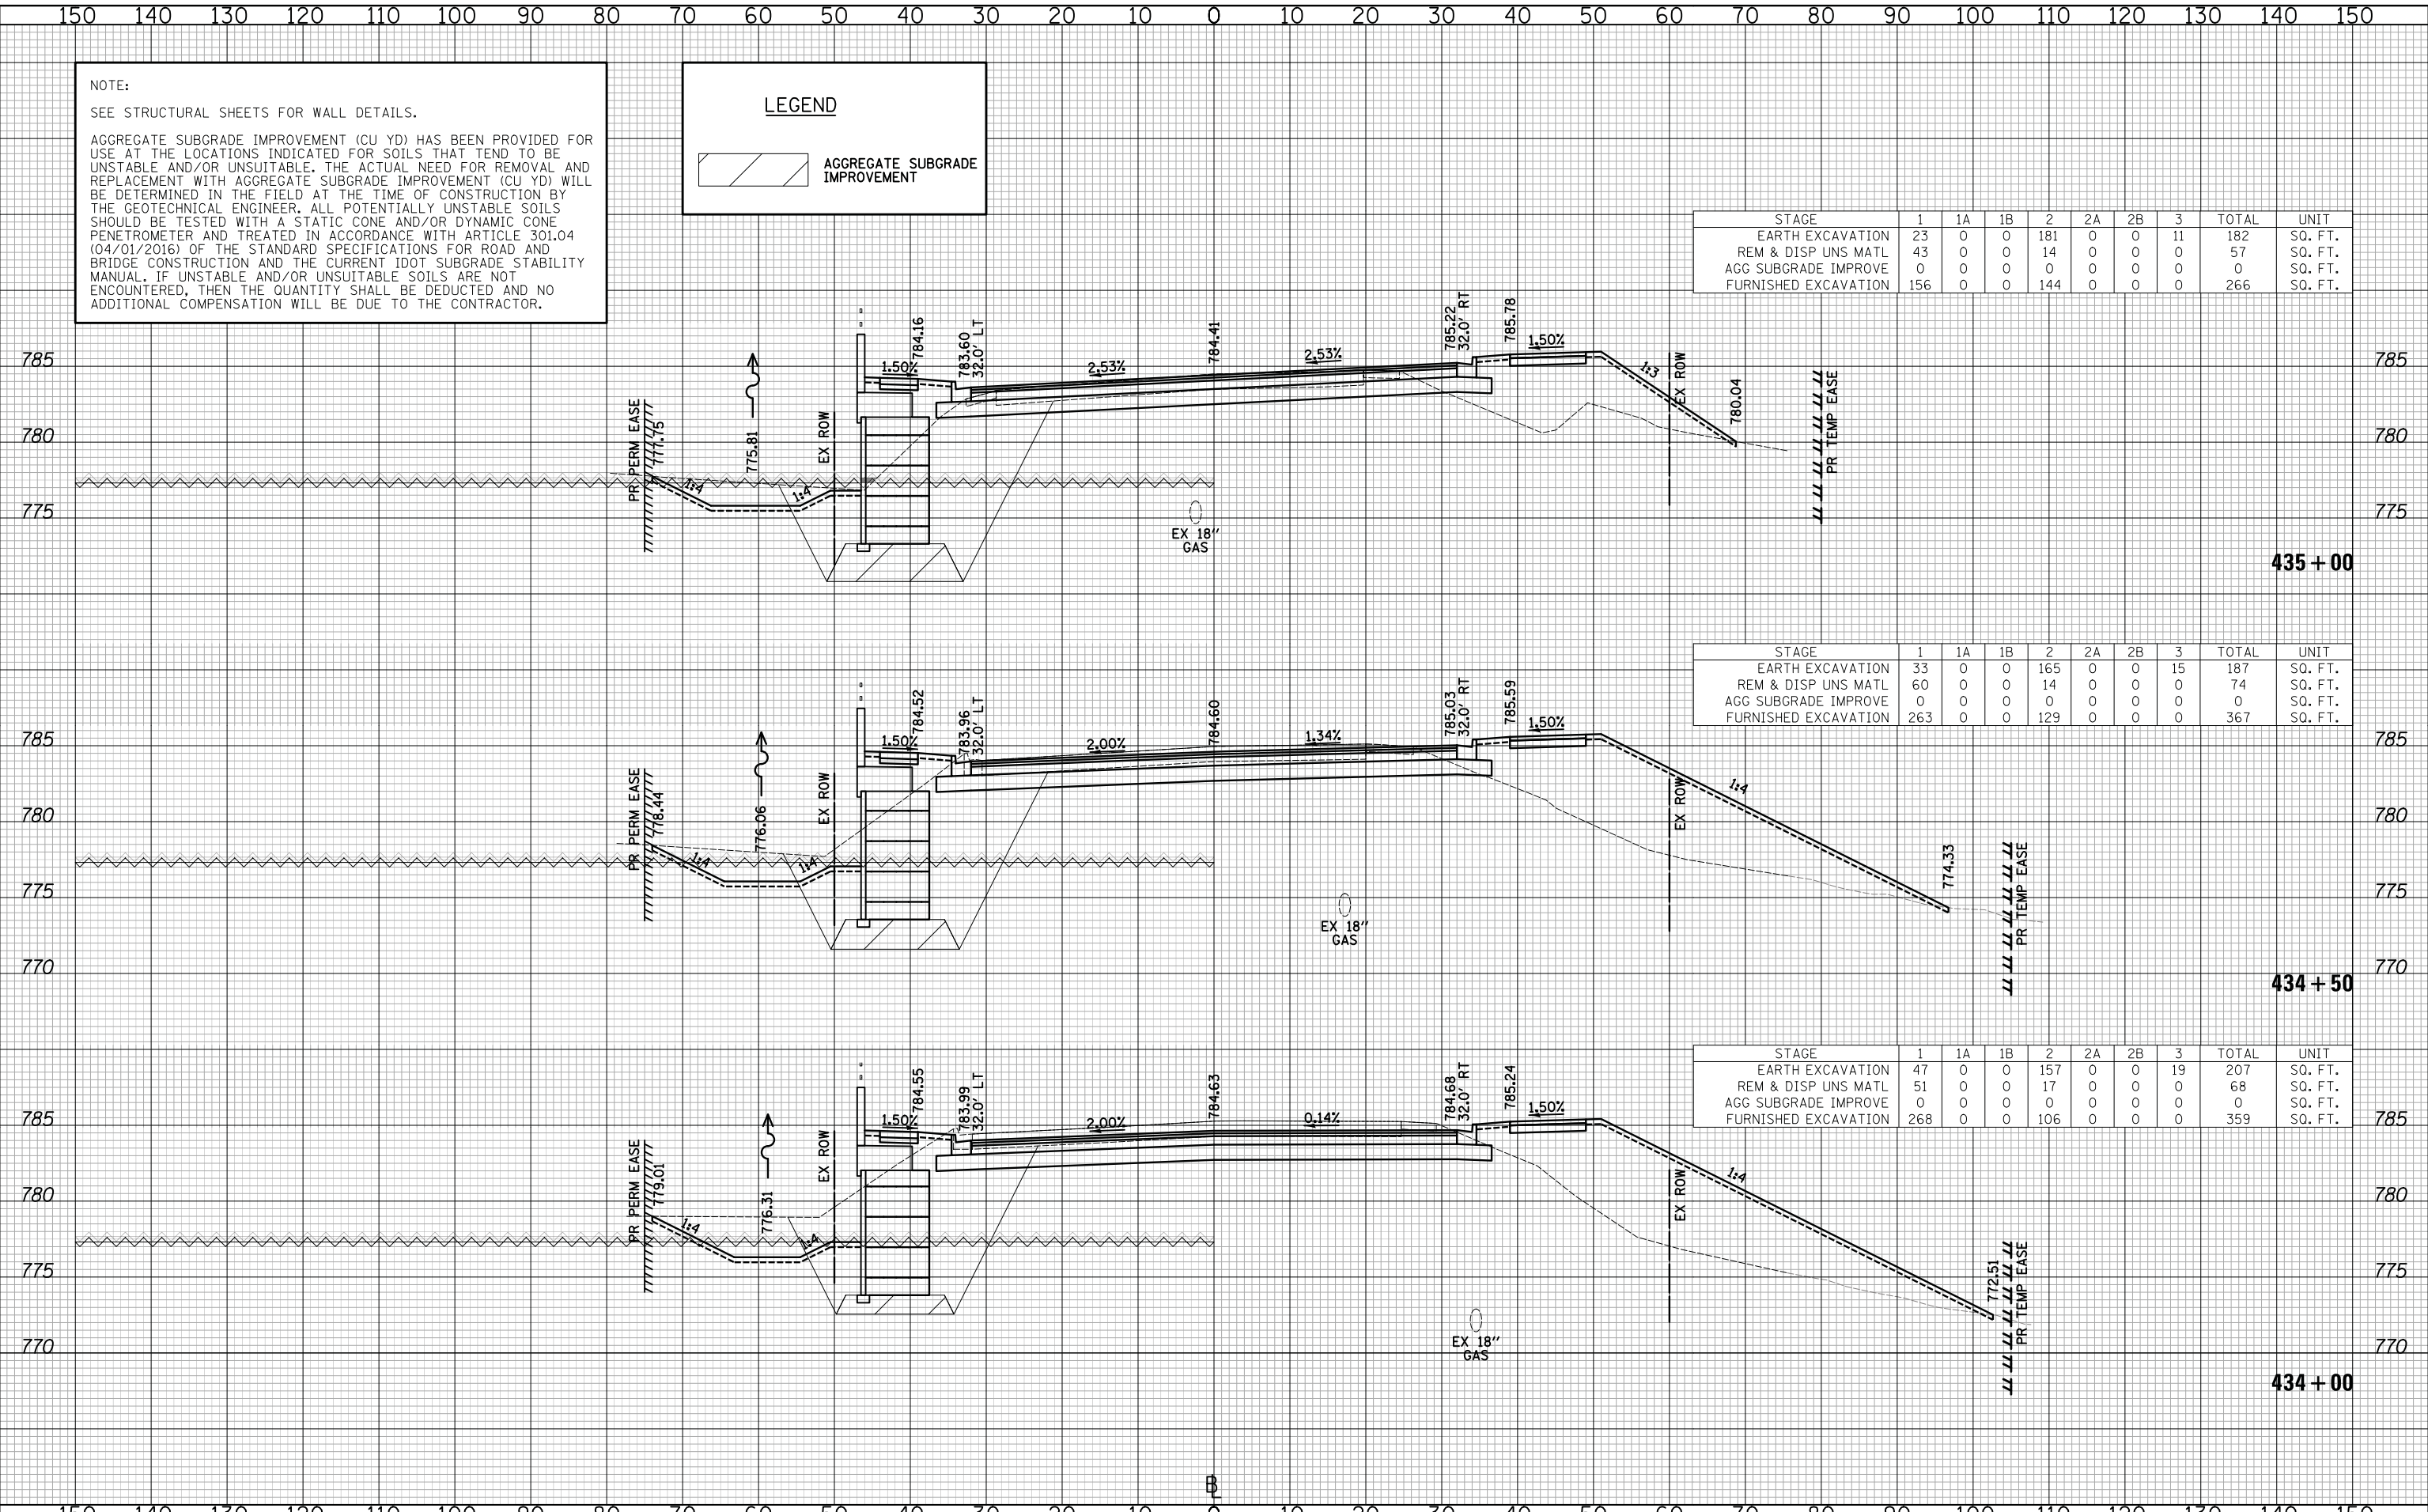 150 140 130 120 110 100 90 80 70 60 50 40 30 20 10 0 10 20 30 40 50 60 70 80 90 100 110 120 130 140 150
NOTE:
SEE STRUCTURAL SHEETS FOR WALL DETAILS.
AGGREGATE SUBGRADE IMPROVEMENT (CU YD) HAS BEEN PROVIDED FOR
USE AT THE LOCATIONS INDICATED FOR SOILS THAT TEND TO BE
UNSTABLE AND/OR UNSUITABLE. THE ACTUAL NEED FOR REMOVAL AND
REPLACEMENT WITH AGGREGATE SUBGRADE IMPROVEMENT (CU YD) WILL
BE DETERMINED IN THE FIELD AT THE TIME OF CONSTRUCTION BY
THE GEOTECHNICAL ENGINEER. ALL POTENTIALLY UNSTABLE SOILS
SHOULD BE TESTED WITH A STATIC CONE AND/OR DYNAMIC CONE
PENETROMETER AND TREATED IN ACCORDANCE WITH ARTICLE 301.04
(04/01/2016) OF THE STANDARD SPECIFICATIONS FOR ROAD AND
BRIDGE CONSTRUCTION AND THE CURRENT IDOT SUBGRADE STABILITY
MANUAL. IF UNSTABLE AND/OR UNSUITABLE SOILS ARE NOT
ENCOUNTERED, THEN THE QUANTITY SHALL BE DEDUCTED AND NO
ADDITIONAL COMPENSATION WILL BE DUE TO THE CONTRACTOR.
LEGEND
AGGREGATE SUBGRADE
IMPROVEMENT
STAGE 1 1A 1B 2 2A 2B 3 TOTAL UNIT
EARTH EXCAVATION 23 0 0 181 0 0 11 182 SQ. FT.
REM & DISP UNS MATL 43 0 0 14 0 0 0 57 SQ. FT.
AGG SUBGRADE IMPROVE 0 0 0 0 0 0 0 0 SQ. FT.
FURNISHED EXCAVATION 156 0 0 144 0 0 0 266 SQ. FT.
785
780
775
PR PERM EASE
777.75
1:4
775.81
1:4
EX ROW
1.50%
784.16
783.60
32.0' LT
2.53%
784.41
2.53%
785.22
32.0' RT
785.78
1.50%
1:3
EX ROW
780.04
PR TEMP EASE
EX 18"
GAS
785
780
775
435+00
STAGE 1 1A 1B 2 2A 2B 3 TOTAL UNIT
EARTH EXCAVATION 33 0 0 165 0 0 15 187 SQ. FT.
REM & DISP UNS MATL 60 0 0 14 0 0 0 74 SQ. FT.
AGG SUBGRADE IMPROVE 0 0 0 0 0 0 0 0 SQ. FT.
FURNISHED EXCAVATION 263 0 0 129 0 0 0 367 SQ. FT.
785
780
775
770
PR PERM EASE
778.44
1:4
776.06
1:4
EX ROW
1.50%
784.52
783.96
32.0' LT
2.00%
784.60
1.34%
785.03
32.0' RT
785.59
1.50%
EX ROW
1:4
774.33
PR TEMP EASE
EX 18"
GAS
785
780
775
770
434+50
STAGE 1 1A 1B 2 2A 2B 3 TOTAL UNIT
EARTH EXCAVATION 47 0 0 157 0 0 19 207 SQ. FT.
REM & DISP UNS MATL 51 0 0 17 0 0 0 68 SQ. FT.
AGG SUBGRADE IMPROVE 0 0 0 0 0 0 0 0 SQ. FT.
FURNISHED EXCAVATION 268 0 0 106 0 0 0 359 SQ. FT.
785
780
775
770
PR PERM EASE
779.01
1:4
776.31
1:4
EX ROW
1.50%
784.55
783.99
32.0' LT
2.00%
784.63
0.14%
784.68
32.0' RT
785.24
1.50%
EX ROW
1:4
772.51
PR TEMP EASE
EX 18"
GAS
785
780
775
770
434+00
BL
150 140 130 120 110 100 90 80 70 60 50 40 30 20 10 0 10 20 30 40 50 60 70 80 90 100 110 120 130 140 150